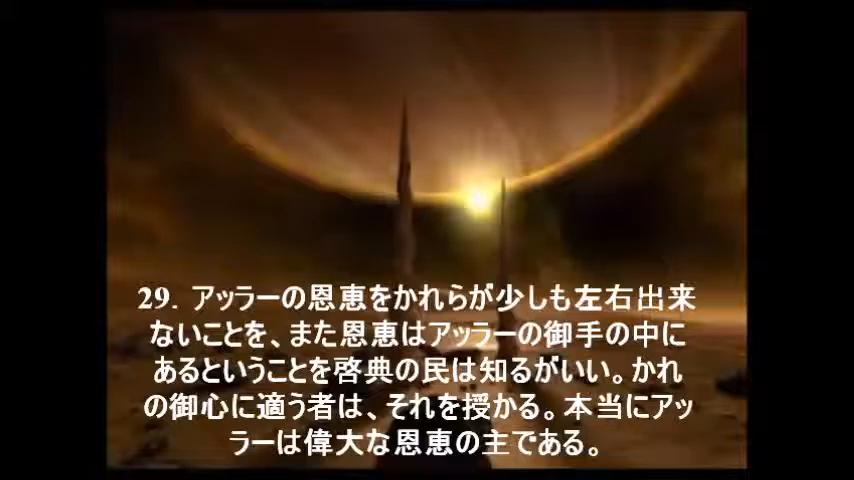 29. アッラーの恩恵をかれらが少しも左右出来
ないことを、また恩恵はアッラーの御手の中に
あるということを啓典の民は知るがいい。かれ
の御心に適う者は、それを授かる。本当にアッ
ラーは偉大な恩恵の主である。